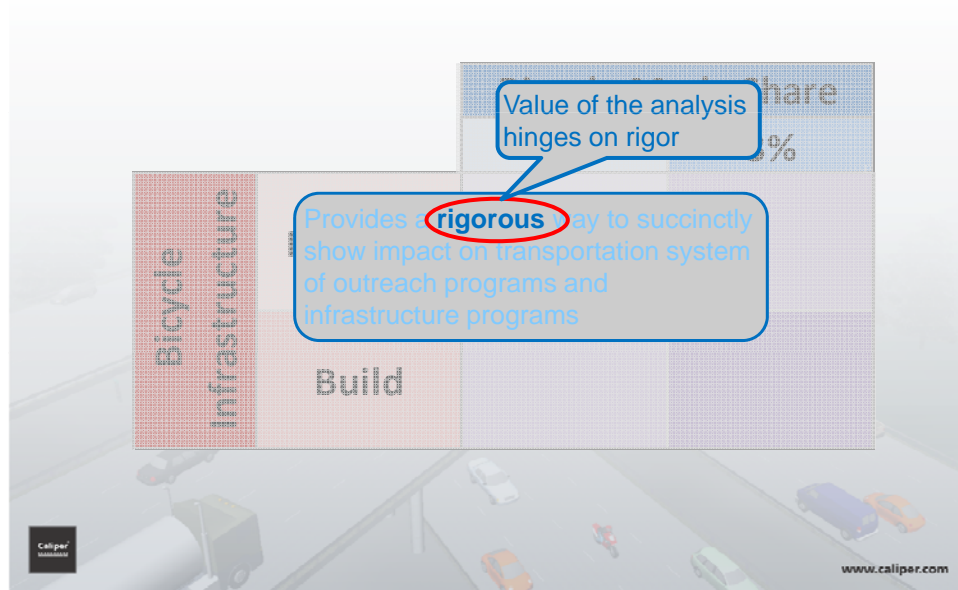 Share
Value of the analysis
hinges on rigor
%
Provides a rigorous way to succinctly
show impact on transportation system
of outreach programs and
infrastructure programs
Bicycle
Infrastructure
Build
Caliper
www.caliper.com